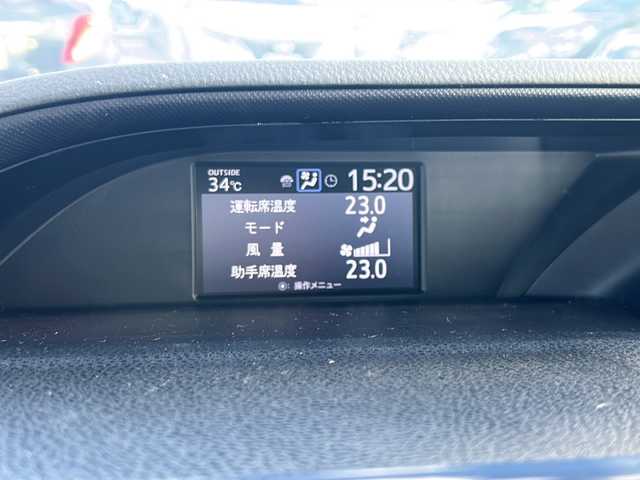 OUTSIDE
34℃ 15:20
運転席温度 23.0
モード
風量
助手席温度 23.0
: 操作メニュー